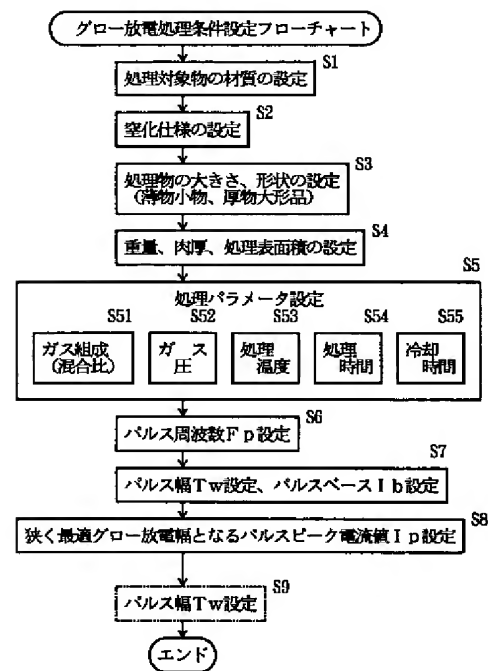 グロー放電処理条件設定フローチャート
S1
処理対象物の材質の設定
S2
窒化仕様の設定
S3
処理物の大きさ、形状の設定
(薄物小物、厚物大形品)
S4
重量、肉厚、処理表面積の設定
S5
処理パラメータ設定
S51 S52 S53 S54 S55
ガス組成
(混合比)
ガス
圧
処理
温度
処理
時間
冷却
時間
S6
パルス周波数Fp設定
S7
パルス幅Tw設定、パルスベースIb設定
S8
狭く最適グロー放電幅となるパルスピーク電流値Ip設定
S9
パルス幅Tw設定
エンド